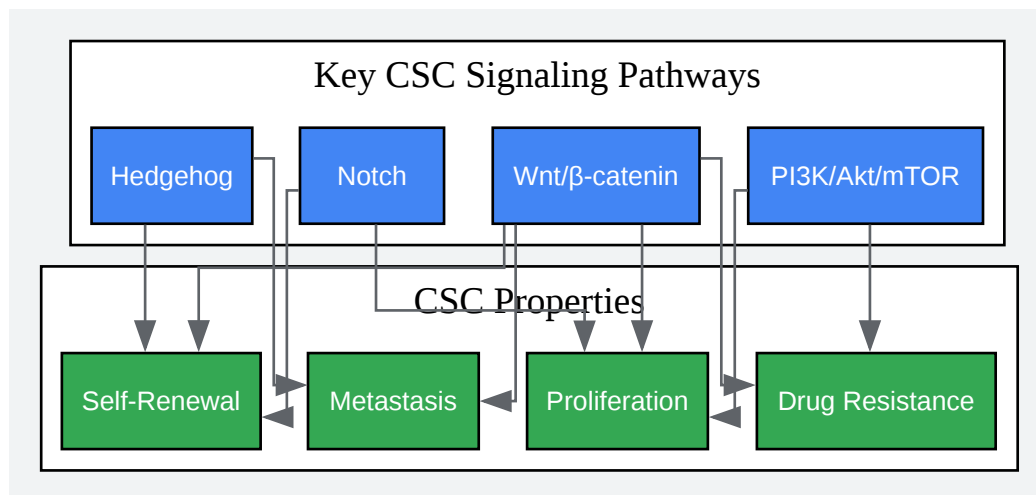 Key CSC Signaling Pathways
Hedgehog
Notch
Wnt/β-catenin
PI3K/Akt/mTOR
CSC Properties
Self-Renewal
Metastasis
Proliferation
Drug Resistance